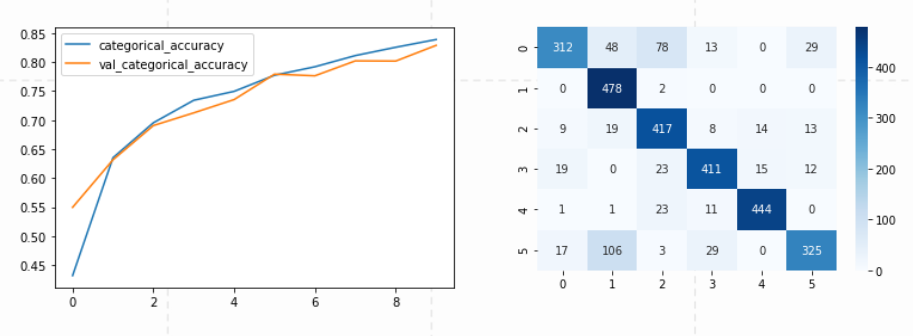 0.85
0.80
0.75
0.70
0.65
0.60
0.55
0.50
0.45
0 2 4 6 8
categorical_accuracy
val_categorical_accuracy
0 312 48 78 13 0 29
1 0 478 2 0 0 0
2 9 19 417 8 14 13
3 19 0 23 411 15 12
4 1 1 23 11 444 0
5 17 106 3 29 0 325
0 1 2 3 4 5
400
300
200
100
0